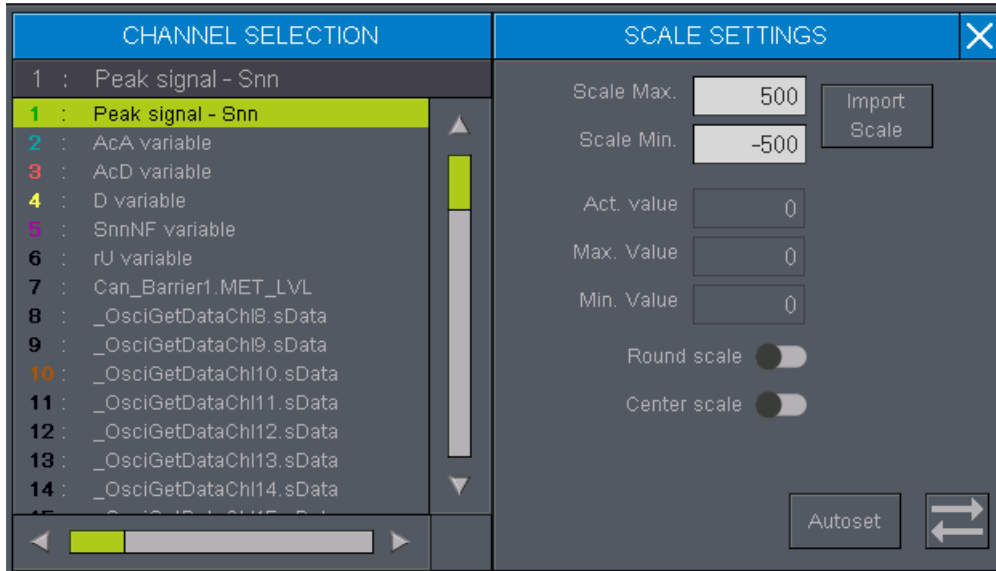 CHANNEL SELECTION
1 : Peak signal - Snn
1 : Peak signal - Snn
2 : AcA variable
3 : AcD variable
4 : D variable
5 : SnnNF variable
6 : rU variable
7 : Can_Barrier1.MET_LVL
8 : _OsciGetDataChl8.sData
9 : _OsciGetDataChl9.sData
10 : _OsciGetDataChl10.sData
11 : _OsciGetDataChl11.sData
12 : _OsciGetDataChl12.sData
13 : _OsciGetDataChl13.sData
14 : _OsciGetDataChl14.sData
SCALE SETTINGS
Scale Max. 500
Scale Min. -500
Import
Scale
Act. value 0
Max. Value 0
Min. Value 0
Round scale
Center scale
Autoset